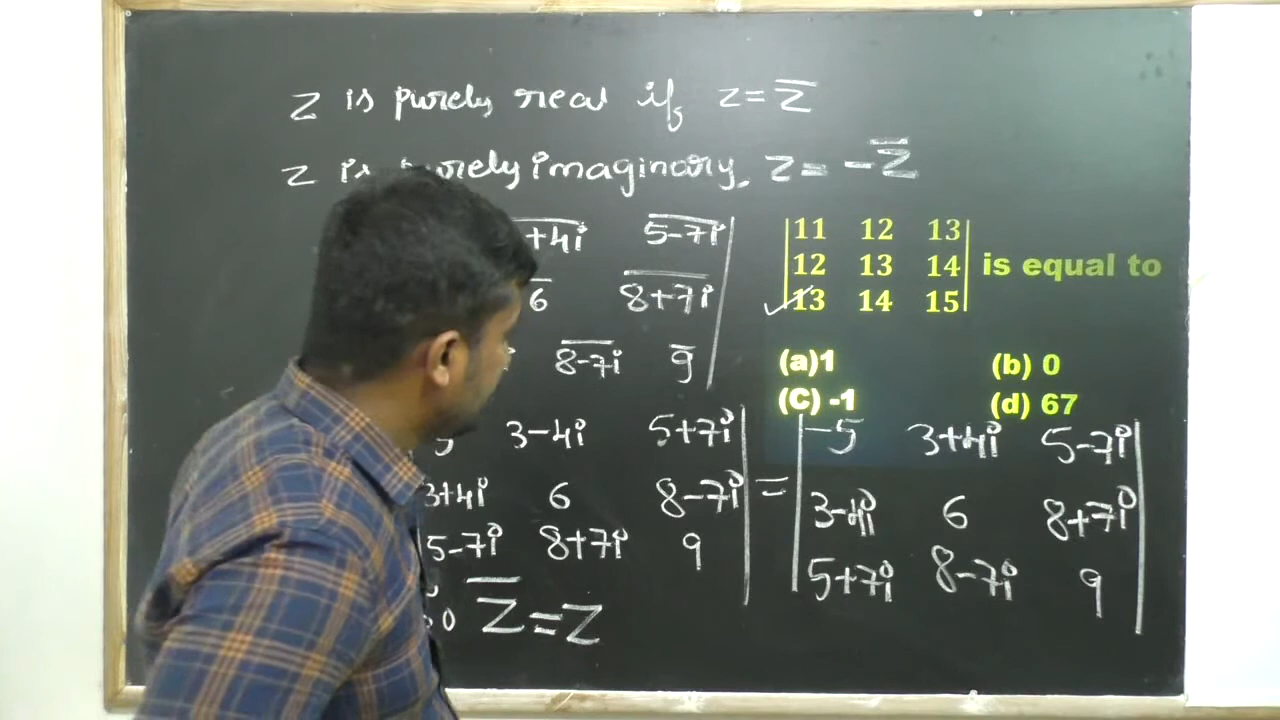 z is purely real if z = z̅
z is purely imaginary, z = -z̅
+4i 5-7i
6 8+7i
8-7i 9
|11 12 13|
|12 13 14| is equal to
|13 14 15|
(a)1 (b) 0
(C) -1 (d) 67
3-4i 5+7i
3+4i 6 8-7i
5-7i 8+7i 9
= |-5 3+4i 5-7i|
|3-4i 6 8+7i|
|5+7i 8-7i 9|
z̅ = z